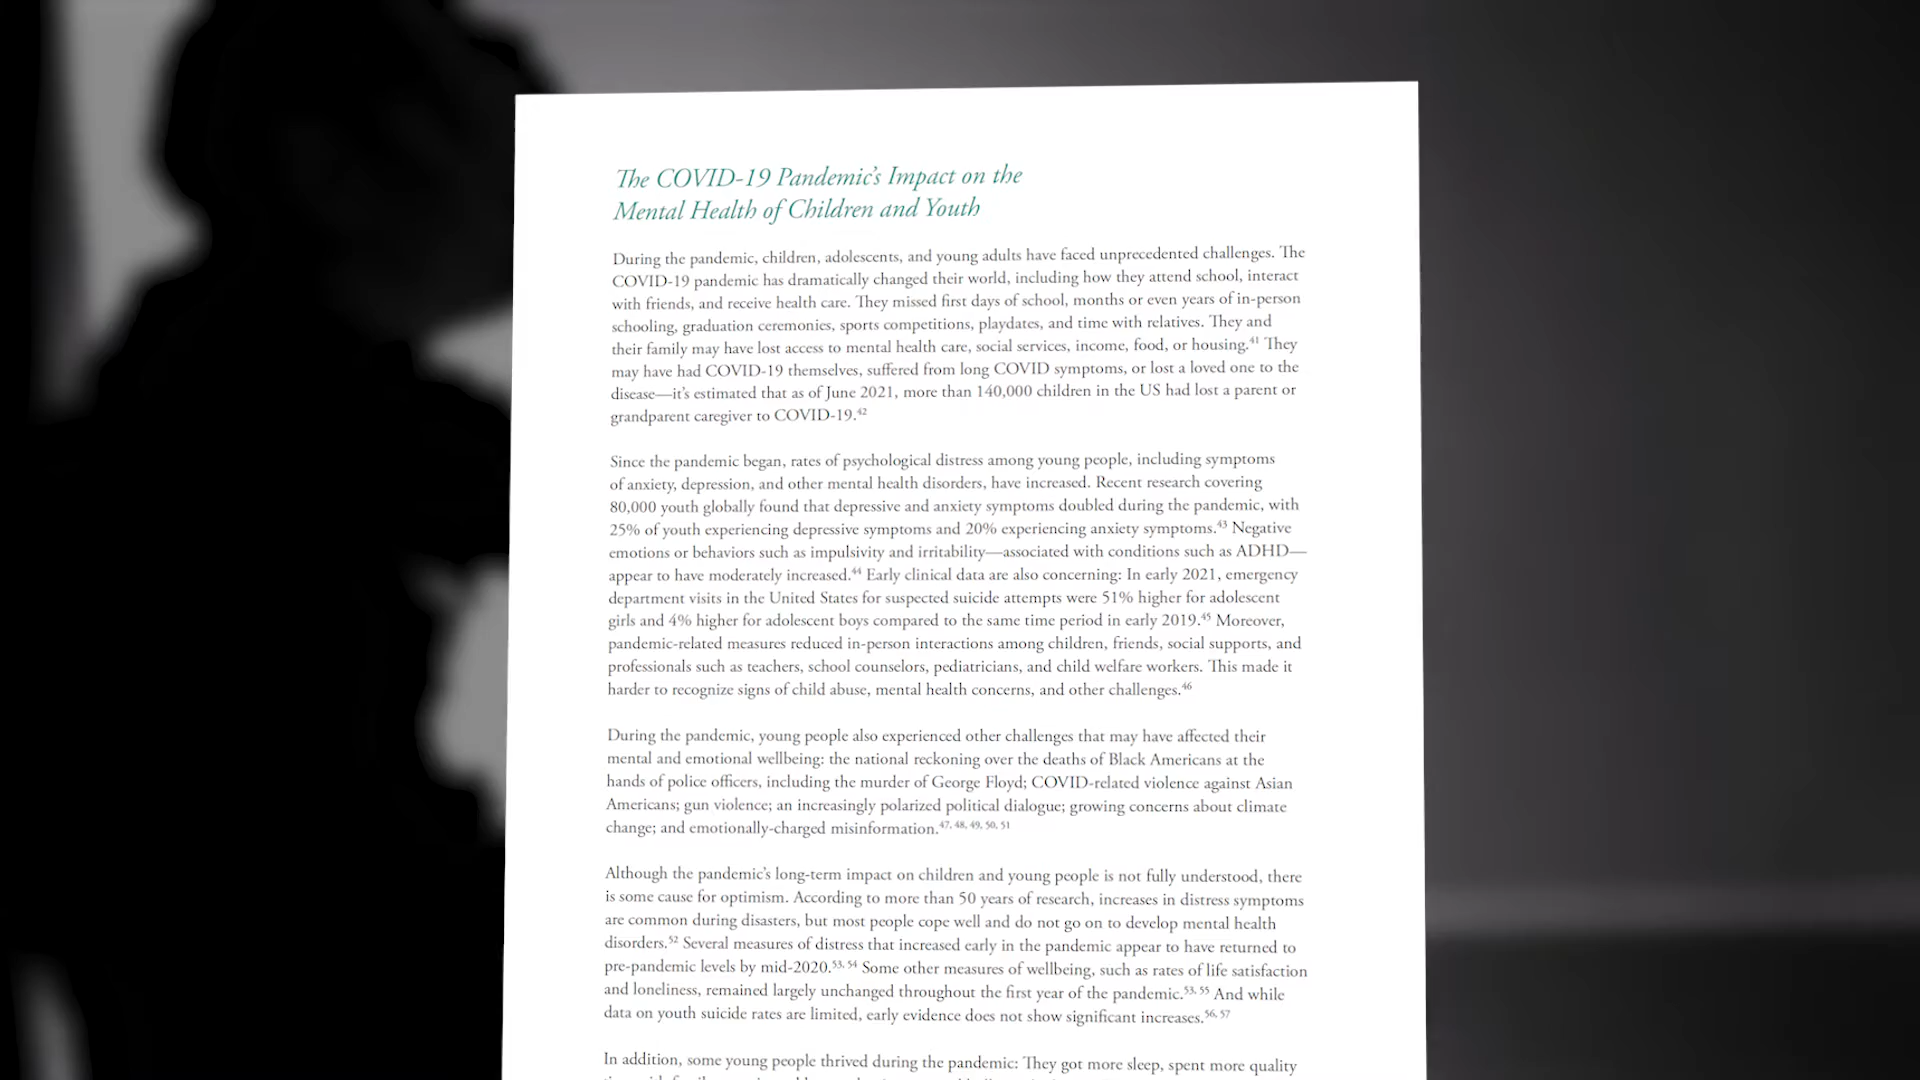 The COVID-19 Pandemic's Impact on the
Mental Health of Children and Youth
During the pandemic, children, adolescents, and young adults have faced unprecedented challenges. The
COVID-19 pandemic has dramatically changed their world, including how they attend school, interact
with friends, and receive health care. They missed first days of school, months or even years of in-person
schooling, graduation ceremonies, sports competitions, playdates, and time with relatives. They and
their family may have lost access to mental health care, social services, income, food, or housing.41 They
may have had COVID-19 themselves, suffered from long COVID symptoms, or lost a loved one to the
disease—it's estimated that as of June 2021, more than 140,000 children in the US had lost a parent or
grandparent caregiver to COVID-19.42
Since the pandemic began, rates of psychological distress among young people, including symptoms
of anxiety, depression, and other mental health disorders, have increased. Recent research covering
80,000 youth globally found that depressive and anxiety symptoms doubled during the pandemic, with
25% of youth experiencing depressive symptoms and 20% experiencing anxiety symptoms.43 Negative
emotions or behaviors such as impulsivity and irritability—associated with conditions such as ADHD—
appear to have moderately increased.44 Early clinical data are also concerning: In early 2021, emergency
department visits in the United States for suspected suicide attempts were 51% higher for adolescent
girls and 4% higher for adolescent boys compared to the same time period in early 2019.45 Moreover,
pandemic-related measures reduced in-person interactions among children, friends, social supports, and
professionals such as teachers, school counselors, pediatricians, and child welfare workers. This made it
harder to recognize signs of child abuse, mental health concerns, and other challenges.46
During the pandemic, young people also experienced other challenges that may have affected their
mental and emotional wellbeing: the national reckoning over the deaths of Black Americans at the
hands of police officers, including the murder of George Floyd; COVID-related violence against Asian
Americans; gun violence; an increasingly polarized political dialogue; growing concerns about climate
change; and emotionally-charged misinformation.47, 48, 49, 50, 51
Although the pandemic's long-term impact on children and young people is not fully understood, there
is some cause for optimism. According to more than 50 years of research, increases in distress symptoms
are common during disasters, but most people cope well and do not go on to develop mental health
disorders.52 Several measures of distress that increased early in the pandemic appear to have returned to
pre-pandemic levels by mid-2020.53, 54 Some other measures of wellbeing, such as rates of life satisfaction
and loneliness, remained largely unchanged throughout the first year of the pandemic.53, 55 And while
data on youth suicide rates are limited, early evidence does not show significant increases.56, 57
In addition, some young people thrived during the pandemic: They got more sleep, spent more quality